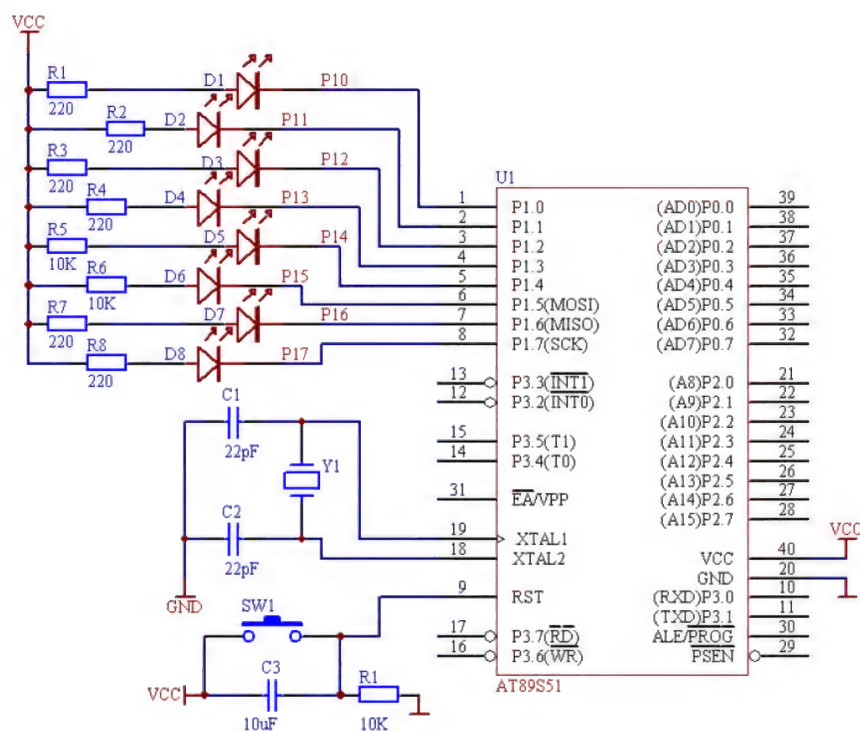 VCC
R1 D1 P10
220
R2 D2 P11
220
R3 D3 P12
220
R4 D4 P13
220
R5 D5 P14
10K
R6 D6 P15
10K
R7 D7 P16
220
R8 D8 P17
220
U1
1 P1.0 (AD0)P0.0 39
2 P1.1 (AD1)P0.1 38
3 P1.2 (AD2)P0.2 37
4 P1.3 (AD3)P0.3 36
5 P1.4 (AD4)P0.4 35
6 P1.5(MOSI) (AD5)P0.5 34
7 P1.6(MISO) (AD6)P0.6 33
8 P1.7(SCK) (AD7)P0.7 32
13 P3.3(INT1) (A8)P2.0 21
12 P3.2(INT0) (A9)P2.1 22
(A10)P2.2 23
15 P3.5(T1) (A11)P2.3 24
14 P3.4(T0) (A12)P2.4 25
(A13)P2.5 26
31 EA/VPP (A14)P2.6 27
(A15)P2.7 28
19 XTAL1
18 XTAL2 VCC 40
VCC
GND 20
9 RST (RXD)P3.0 10
(TXD)P3.1 11
17 P3.7(RD) ALE/PROG 30
16 P3.6(WR) PSEN 29
AT89S51
C1
22pF
Y1
C2
22pF
GND
SW1
C3
VCC
10uF
R1
10K